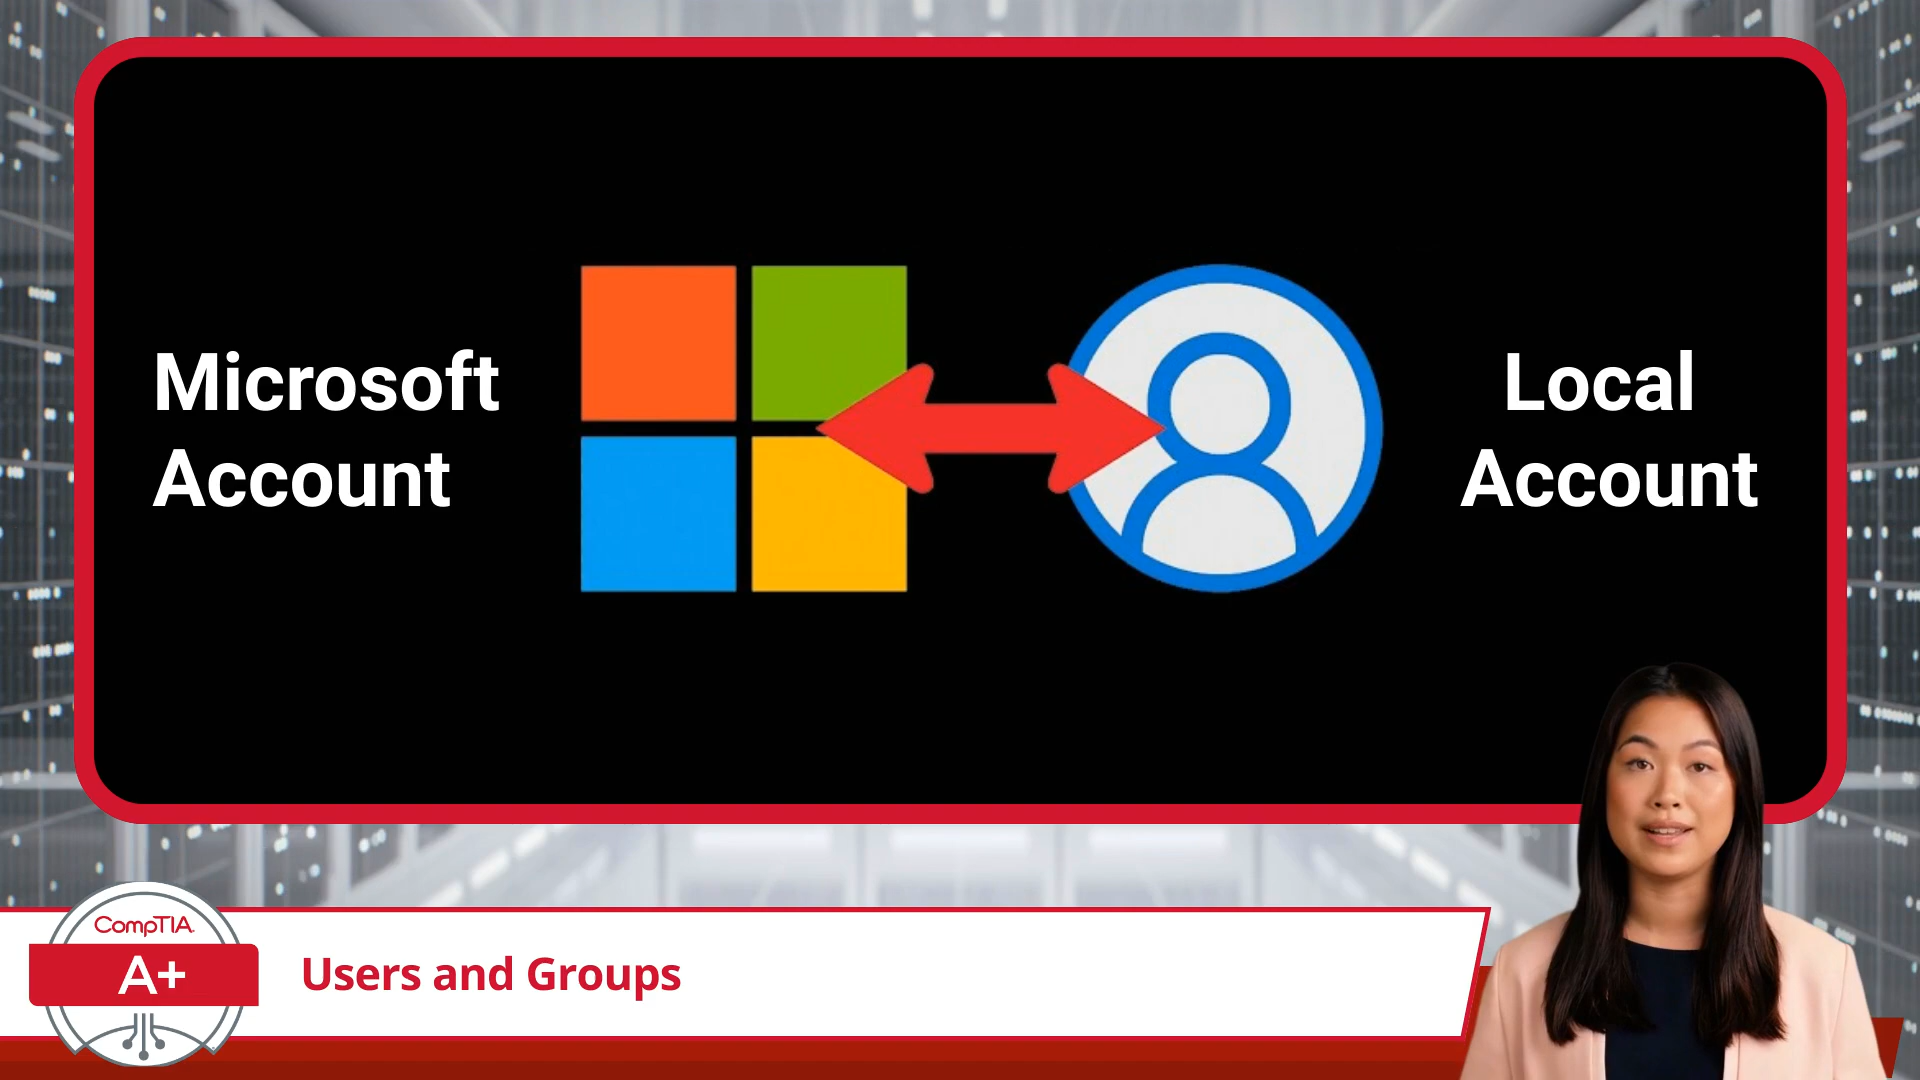 Microsoft
Account
Local
Account
CompTIA.
A+
Users and Groups